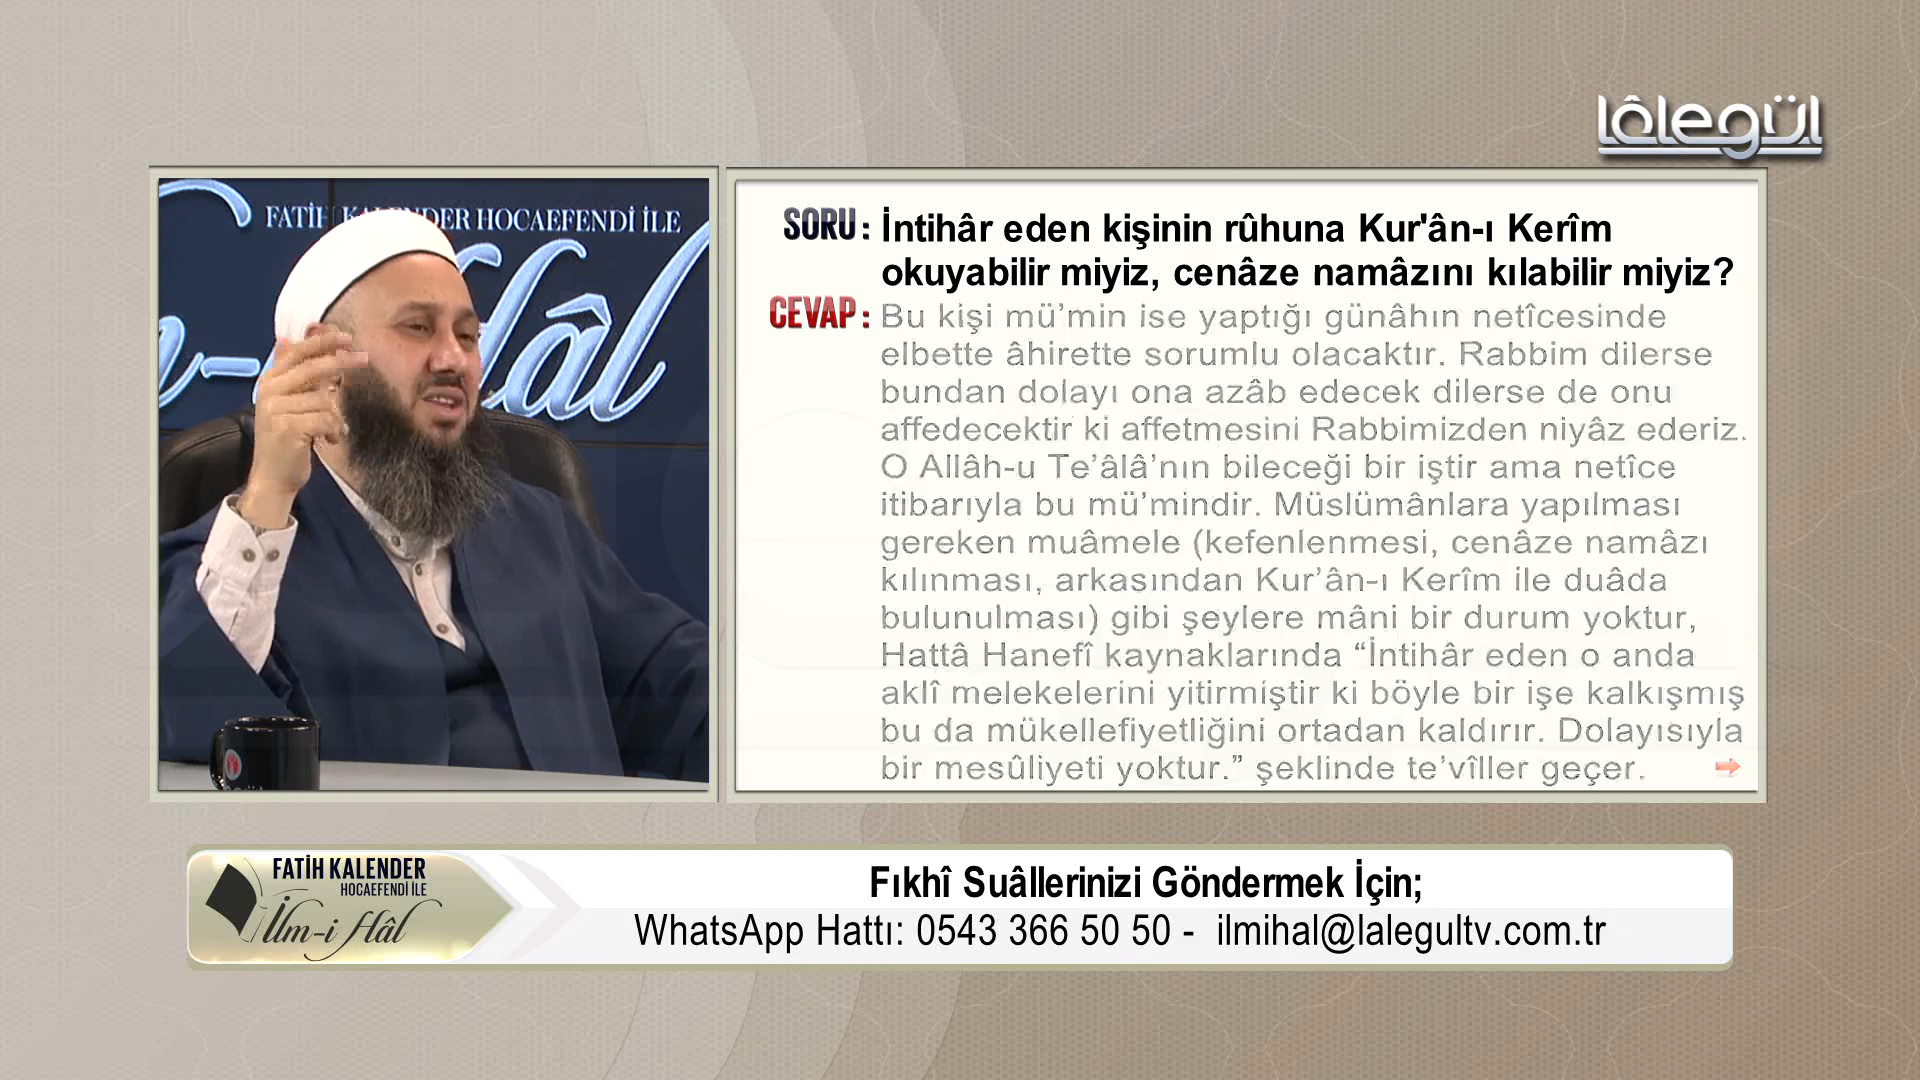 lâlegül
FATİH KALENDER HOCAEFENDİ İLE
SORU : İntihâr eden kişinin rûhuna Kur'ân-ı Kerîm
okuyabilir miyiz, cenâze namâzını kılabilir miyiz?
CEVAP : Bu kişi mü’min ise yaptığı günâhın netîcesinde
elbette âhirette sorumlu olacaktır. Rabbim dilerse
bundan dolayı ona azâb edecek dilerse de onu
affedecektir ki affetmesini Rabbimizden niyâz ederiz.
O Allâh-u Te’âlâ’nın bileceği bir iştir ama netîce
itibarıyla bu mü’mindir. Müslümânlara yapılması
gereken muâmele (kefenlenmesi, cenâze namâzı
kılınması, arkasından Kur’ân-ı Kerîm ile duâda
bulunulması) gibi şeylere mâni bir durum yoktur,
Hattâ Hanefî kaynaklarında “İntihâr eden o anda
aklî melekelerini yitirmiştir ki böyle bir işe kalkışmış
bu da mükellefiyetliğini ortadan kaldırır. Dolayısıyla
bir mesûliyeti yoktur.” şeklinde te’vîller geçer.
FATİH KALENDER
HOCAEFENDİ İLE
İlm-i Hâl
Fıkhî Suâllerinizi Göndermek İçin;
WhatsApp Hattı: 0543 366 50 50 - ilmihal@lalegultv.com.tr